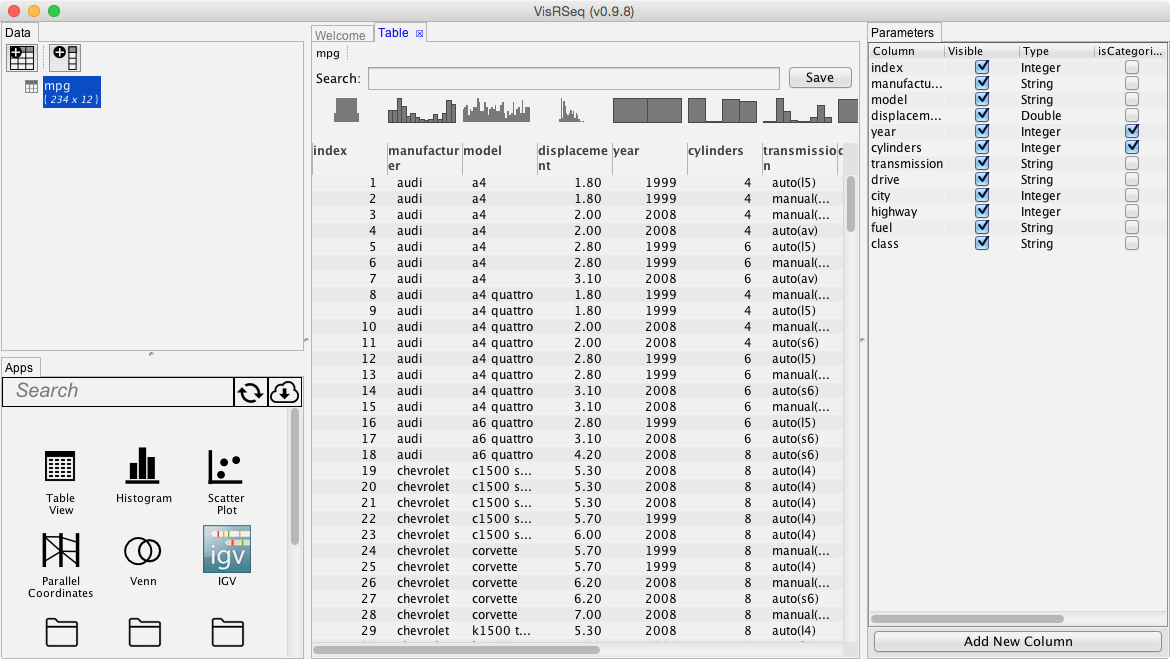 VisRSeq (v0.9.8)
Data
mpg
{ 234 x 12 }
Apps
Search
Table View
Histogram
Scatter Plot
Parallel Coordinates
Venn
igv
IGV
Welcome
Table
mpg
Search:
Save
index manufacturer model displacement year cylinders transmission
1 audi a4 1.80 1999 4 auto(l5)
2 audi a4 1.80 1999 4 manual(...
3 audi a4 2.00 2008 4 manual(...
4 audi a4 2.00 2008 4 auto(av)
5 audi a4 2.80 1999 6 auto(l5)
6 audi a4 2.80 1999 6 manual(...
7 audi a4 3.10 2008 6 auto(av)
8 audi a4 quattro 1.80 1999 4 manual(...
9 audi a4 quattro 1.80 1999 4 auto(l5)
10 audi a4 quattro 2.00 2008 4 manual(...
11 audi a4 quattro 2.00 2008 4 auto(s6)
12 audi a4 quattro 2.80 1999 6 auto(l5)
13 audi a4 quattro 2.80 1999 6 manual(...
14 audi a4 quattro 3.10 2008 6 auto(s6)
15 audi a4 quattro 3.10 2008 6 manual(...
16 audi a6 quattro 2.80 1999 6 auto(l5)
17 audi a6 quattro 3.10 2008 6 auto(s6)
18 audi a6 quattro 4.20 2008 8 auto(s6)
19 chevrolet c1500 s... 5.30 2008 8 auto(l4)
20 chevrolet c1500 s... 5.30 2008 8 auto(l4)
21 chevrolet c1500 s... 5.30 2008 8 auto(l4)
22 chevrolet c1500 s... 5.70 1999 8 auto(l4)
23 chevrolet c1500 s... 6.00 2008 8 auto(l4)
24 chevrolet corvette 5.70 1999 8 manual(...
25 chevrolet corvette 5.70 1999 8 auto(l4)
26 chevrolet corvette 6.20 2008 8 manual(...
27 chevrolet corvette 6.20 2008 8 auto(s6)
28 chevrolet corvette 7.00 2008 8 manual(...
29 chevrolet k1500 t... 5.30 2008 8 auto(l4)
Parameters
Column Visible Type isCategori...
index Integer
manufactu... String
model String
displacem... Double
year Integer
cylinders Integer
transmission String
drive String
city Integer
highway Integer
fuel String
class String
Add New Column